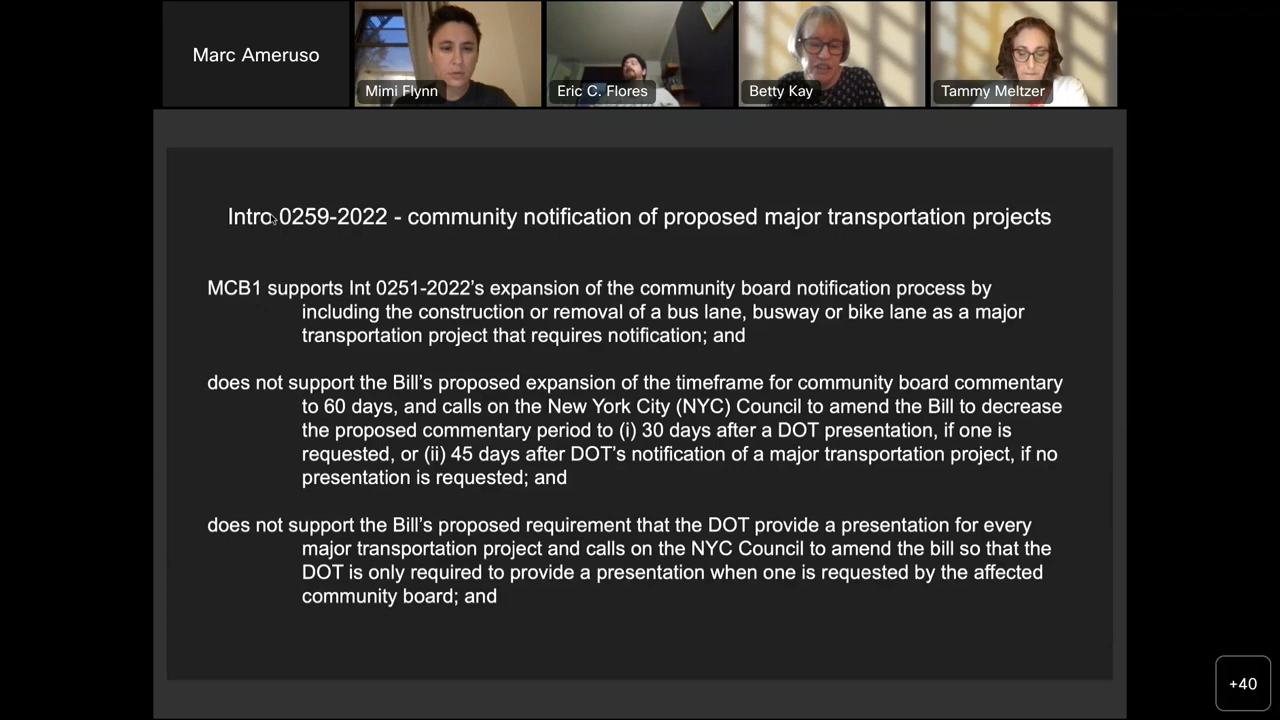 Marc Ameruso
Mimi Flynn
Eric C. Flores
Betty Kay
Tammy Meltzer
Intro 0259-2022 - community notification of proposed major transportation projects
MCB1 supports Int 0251-2022's expansion of the community board notification process by
including the construction or removal of a bus lane, busway or bike lane as a major
transportation project that requires notification; and
does not support the Bill's proposed expansion of the timeframe for community board commentary
to 60 days, and calls on the New York City (NYC) Council to amend the Bill to decrease
the proposed commentary period to (i) 30 days after a DOT presentation, if one is
requested, or (ii) 45 days after DOT's notification of a major transportation project, if no
presentation is requested; and
does not support the Bill's proposed requirement that the DOT provide a presentation for every
major transportation project and calls on the NYC Council to amend the bill so that the
DOT is only required to provide a presentation when one is requested by the affected
community board; and
+40